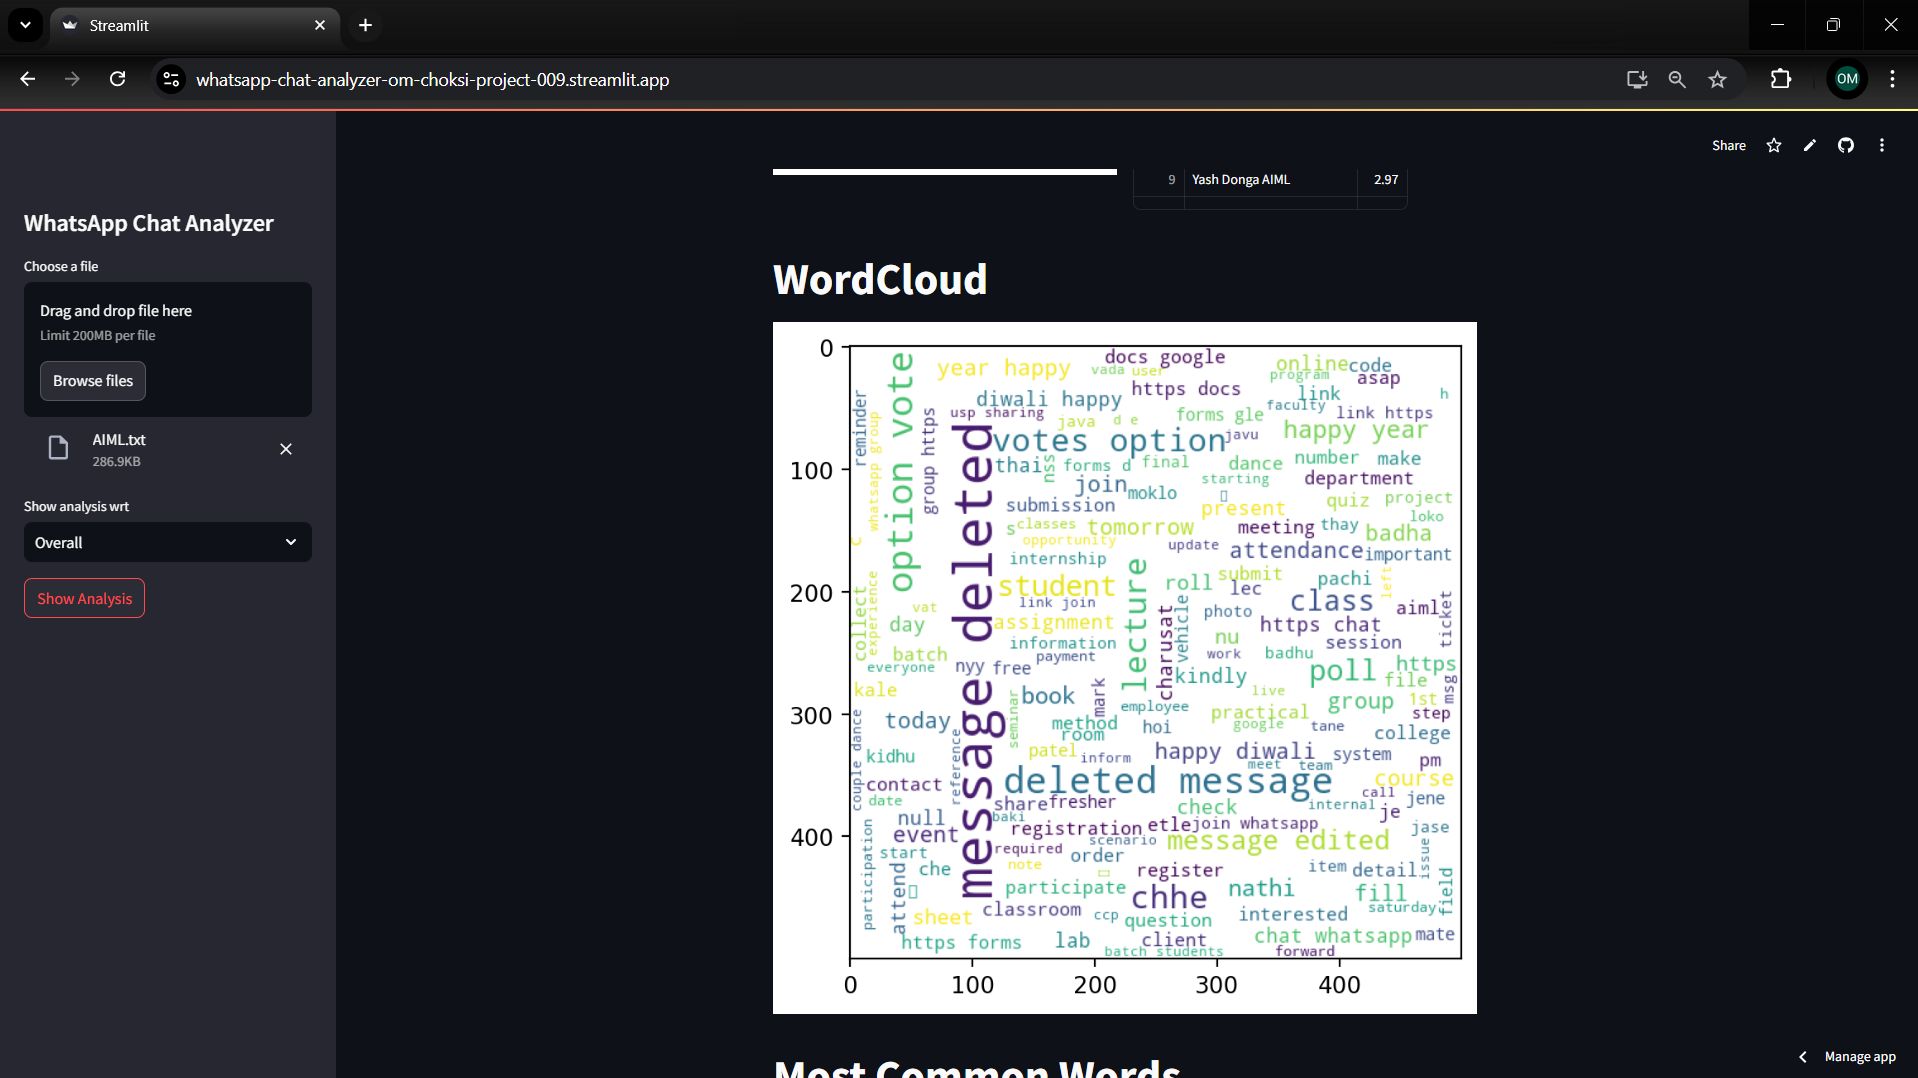 Streamlit
whatsapp-chat-analyzer-om-choksi-project-009.streamlit.app
OM
Share
WhatsApp Chat Analyzer
Choose a file
Drag and drop file here
Limit 200MB per file
Browse files
AIML.txt
286.9KB
Show analysis wrt
Overall
Show Analysis
9 Yash Donga AIML 2.97
WordCloud
0
100
200
300
400
0 100 200 300 400
docs google
year happy
vada
user
online
code
program
asap
https docs
link
h
diwali happy
faculty
usp sharing
java
d e
forms gle
link https
reminder
whatsapp group
option vote
group https
message deleted
votes option
javu
happy year
thai
nss
forms d
final
dance
number
make
starting
department
join
moklo
quiz
project
submission
present
loko
s
classes
tomorrow
meeting
thay
badha
c
opportunity
update
attendance
important
internship
lecture
student
roll
submit
lec
pachi
left
link join
class
aiml
ticket
collect
experience
vat
day
assignment
charusat
vehicle
photo
https chat
information
nu
session
batch
payment
work
badhu
everyone
nyy
free
poll
https
kindly
file
msg
kale
book
mark
live
group
1st
employee
practical
step
today
seminar
method
google
tane
room
hoi
college
couple dance
kidhu
reference
patel
inform
happy diwali
system
pm
meet
team
contact
deleted message
course
date
share
fresher
check
call
jene
internal
je
null
baki
event
registration
etle
join whatsapp
jase
scenario
message edited
start
required
order
issue
participation
che
note
register
item
detail
attend
participate
chhe
nathi
fill
field
sheet
classroom
ccp
question
interested
saturday
https forms
lab
client
chat whatsapp
mate
batch students
forward
Most Common Words
Manage app